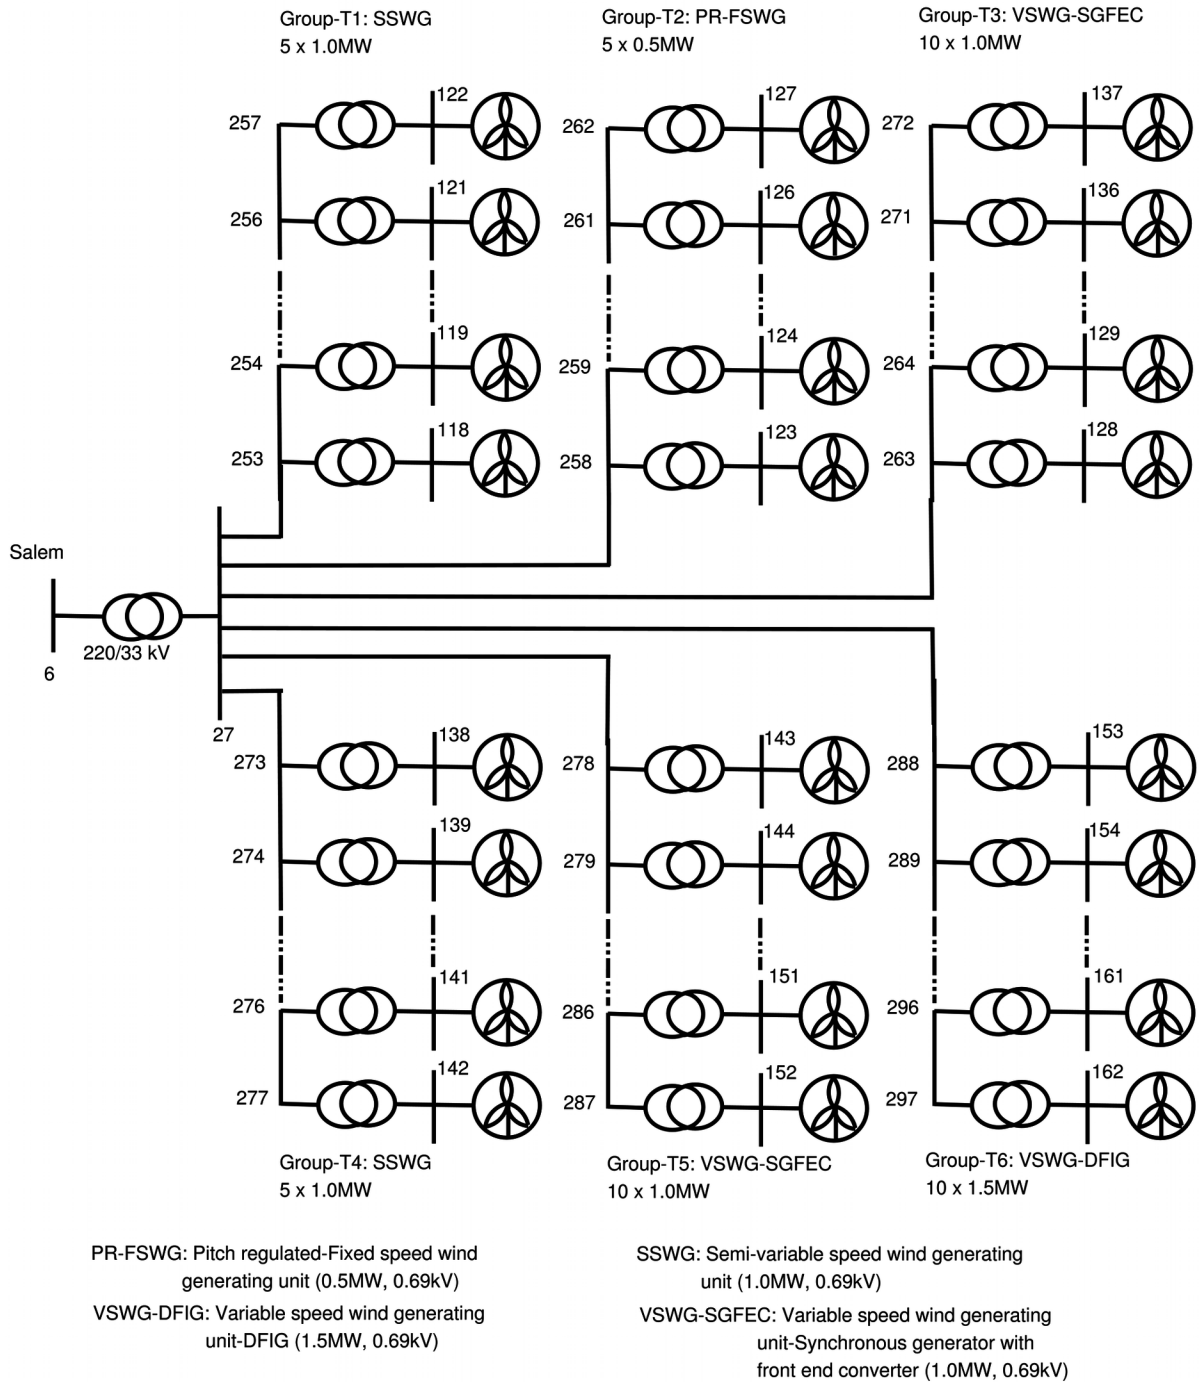 Group-T1: SSWG
5 x 1.0MW
Group-T2: PR-FSWG
5 x 0.5MW
Group-T3: VSWG-SGFEC
10 x 1.0MW
257
122
262
127
272
137
256
121
261
126
271
136
254
119
259
124
264
129
253
118
258
123
263
128
Salem
220/33 kV
6
27
273
138
278
143
288
153
274
139
279
144
289
154
276
141
286
151
296
161
277
142
287
152
297
162
Group-T4: SSWG
5 x 1.0MW
Group-T5: VSWG-SGFEC
10 x 1.0MW
Group-T6: VSWG-DFIG
10 x 1.5MW
PR-FSWG: Pitch regulated-Fixed speed wind
generating unit (0.5MW, 0.69kV)
VSWG-DFIG: Variable speed wind generating
unit-DFIG (1.5MW, 0.69kV)
SSWG: Semi-variable speed wind generating
unit (1.0MW, 0.69kV)
VSWG-SGFEC: Variable speed wind generating
unit-Synchronous generator with
front end converter (1.0MW, 0.69kV)